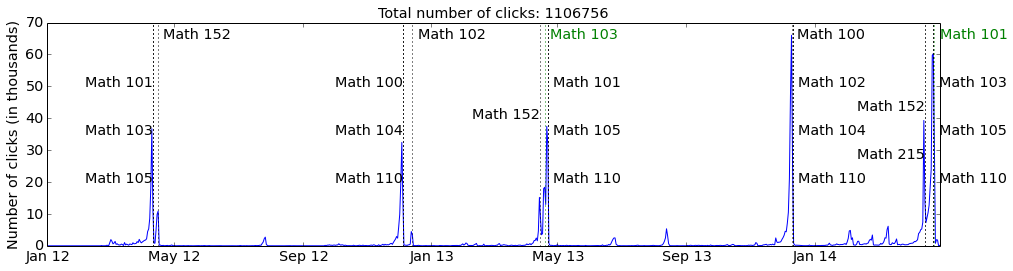 Total number of clicks: 1106756
Number of clicks (in thousands)
70
60
50
40
30
20
10
0
Math 152
Math 102
Math 103
Math 100
Math 101
Math 101
Math 100
Math 101
Math 102
Math 103
Math 152
Math 152
Math 103
Math 104
Math 105
Math 104
Math 105
Math 215
Math 105
Math 110
Math 110
Math 110
Math 110
Jan 12
May 12
Sep 12
Jan 13
May 13
Sep 13
Jan 14